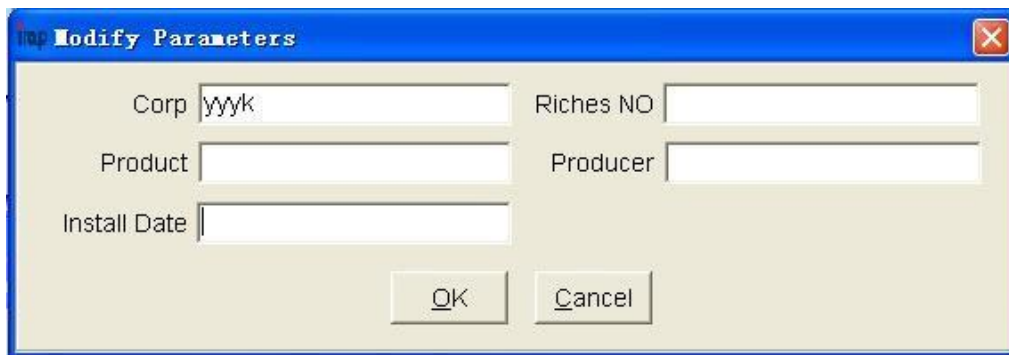 Modify Parameters
Corp yyyk Riches NO
Product Producer
Install Date
OK Cancel